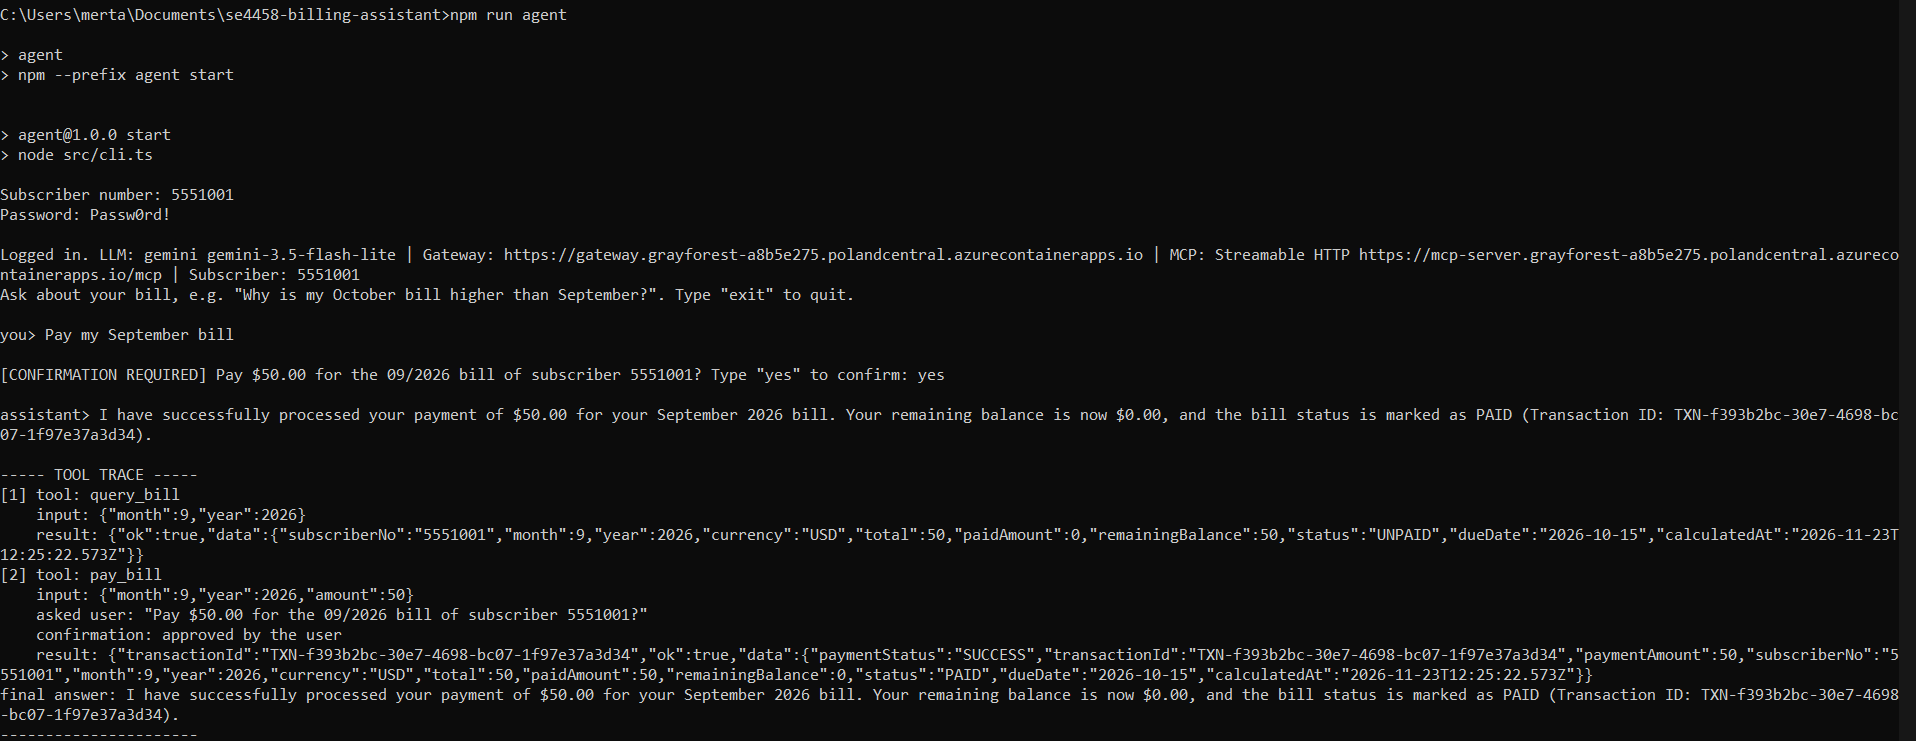 C:\Users\merta\Documents\se4458-billing-assistant>npm run agent
> agent
> npm --prefix agent start
> agent@1.0.0 start
> node src/cli.ts
Subscriber number: 5551001
Password: Passw0rd!
Logged in. LLM: gemini gemini-3.5-flash-lite | Gateway: https://gateway.grayforest-a8b5e275.polandcentral.azurecontainerapps.io | MCP: Streamable HTTP https://mcp-server.grayforest-a8b5e275.polandcentral.azureco
ntainerapps.io/mcp | Subscriber: 5551001
Ask about your bill, e.g. "Why is my October bill higher than September?". Type "exit" to quit.
you> Pay my September bill
[CONFIRMATION REQUIRED] Pay $50.00 for the 09/2026 bill of subscriber 5551001? Type "yes" to confirm: yes
assistant> I have successfully processed your payment of $50.00 for your September 2026 bill. Your remaining balance is now $0.00, and the bill status is marked as PAID (Transaction ID: TXN-f393b2bc-30e7-4698-bc
07-1f97e37a3d34).
----- TOOL TRACE -----
[1] tool: query_bill
input: {"month":9,"year":2026}
result: {"ok":true,"data":{"subscriberNo":"5551001","month":9,"year":2026,"currency":"USD","total":50,"paidAmount":0,"remainingBalance":50,"status":"UNPAID","dueDate":"2026-10-15","calculatedAt":"2026-11-23T
12:25:22.573Z"}}
[2] tool: pay_bill
input: {"month":9,"year":2026,"amount":50}
asked user: "Pay $50.00 for the 09/2026 bill of subscriber 5551001?"
confirmation: approved by the user
result: {"transactionId":"TXN-f393b2bc-30e7-4698-bc07-1f97e37a3d34","ok":true,"data":{"paymentStatus":"SUCCESS","transactionId":"TXN-f393b2bc-30e7-4698-bc07-1f97e37a3d34","paymentAmount":50,"subscriberNo":"5
551001","month":9,"year":2026,"currency":"USD","total":50,"paidAmount":50,"remainingBalance":0,"status":"PAID","dueDate":"2026-10-15","calculatedAt":"2026-11-23T12:25:22.573Z"}}
final answer: I have successfully processed your payment of $50.00 for your September 2026 bill. Your remaining balance is now $0.00, and the bill status is marked as PAID (Transaction ID: TXN-f393b2bc-30e7-4698
-bc07-1f97e37a3d34).
----------------------